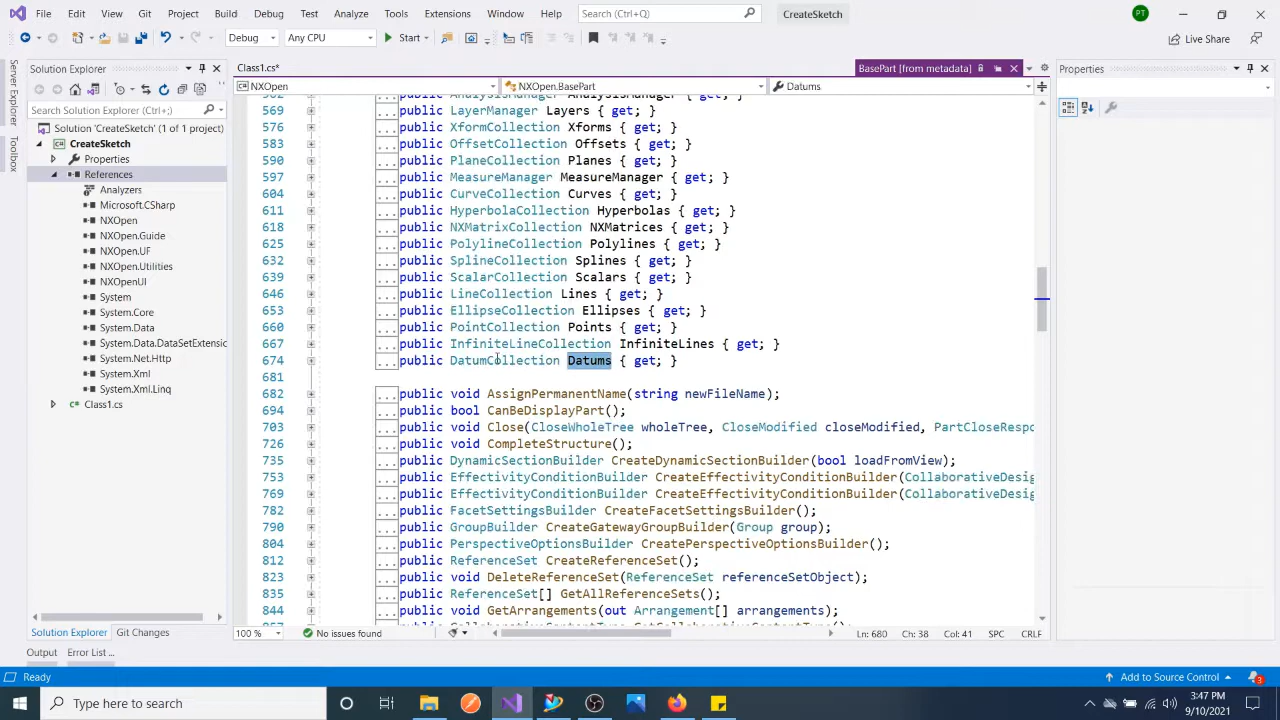 File Edit View Git Project Build Debug Test Analyze Tools Extensions Window Help Search (Ctrl+Q) CreateSketch PT
Debug Any CPU Start Live Share
Server Explorer
Toolbox
Solution Explorer
Search Solution Explorer (Ctrl+;)
Solution 'CreateSketch' (1 of 1 project)
CreateSketch
Properties
References
Analyzers
Microsoft.CSharp
NXOpen
NXOpen.Guide
NXOpen.UF
NXOpen.Utilities
NXOpenUI
System
System.Core
System.Data
System.Data.DataSetExtensio
System.Net.Http
System.Xml
System.Xml.Linq
Class1.cs
Solution Explorer Git Changes
Class1.cs* BasePart [from metadata]
NXOpen NXOpen.BasePart Datums
569 ... public LayerManager Layers { get; }
576 ... public XformCollection Xforms { get; }
583 ... public OffsetCollection Offsets { get; }
590 ... public PlaneCollection Planes { get; }
597 ... public MeasureManager MeasureManager { get; }
604 ... public CurveCollection Curves { get; }
611 ... public HyperbolaCollection Hyperbolas { get; }
618 ... public NXMatrixCollection NXMatrices { get; }
625 ... public PolylineCollection Polylines { get; }
632 ... public SplineCollection Splines { get; }
639 ... public ScalarCollection Scalars { get; }
646 ... public LineCollection Lines { get; }
653 ... public EllipseCollection Ellipses { get; }
660 ... public PointCollection Points { get; }
667 ... public InfiniteLineCollection InfiniteLines { get; }
674 ... public DatumCollection Datums { get; }
681
682 ... public void AssignPermanentName(string newFileName);
694 ... public bool CanBeDisplayPart();
703 ... public void Close(CloseWholeTree wholeTree, CloseModified closeModified, PartCloseRespo
726 ... public void CompleteStructure();
735 ... public DynamicSectionBuilder CreateDynamicSectionBuilder(bool loadFromView);
753 ... public EffectivityConditionBuilder CreateEffectivityConditionBuilder(CollaborativeDesig
769 ... public EffectivityConditionBuilder CreateEffectivityConditionBuilder(CollaborativeDesig
782 ... public FacetSettingsBuilder CreateFacetSettingsBuilder();
790 ... public GroupBuilder CreateGatewayGroupBuilder(Group group);
804 ... public PerspectiveOptionsBuilder CreatePerspectiveOptionsBuilder();
812 ... public ReferenceSet CreateReferenceSet();
823 ... public void DeleteReferenceSet(ReferenceSet referenceSetObject);
835 ... public ReferenceSet[] GetAllReferenceSets();
844 ... public void GetArrangements(out Arrangement[] arrangements);
100 % No issues found Ln: 680 Ch: 38 Col: 41 SPC CRLF
Properties
Output Error List ...
Ready Add to Source Control 3
Type here to search 3:47 PM
9/10/2021